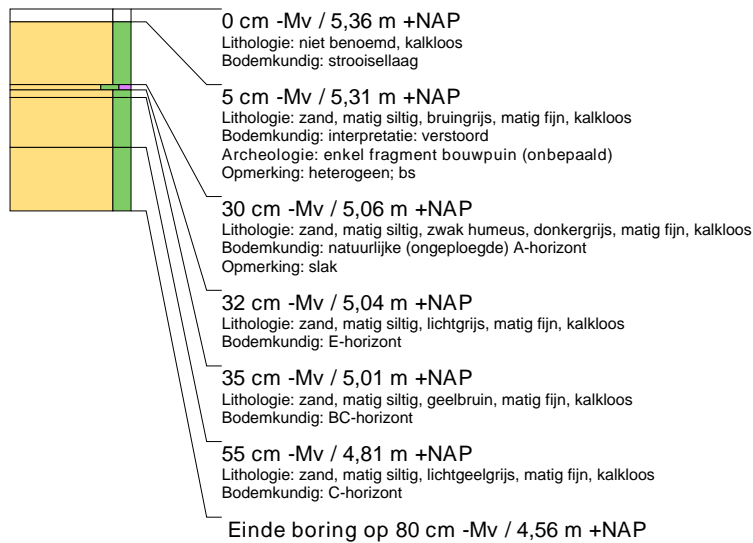 0 cm -Mv / 5,36 m +NAP
Lithologie: niet benoemd, kalkloos
Bodemkundig: strooisellaag
5 cm -Mv / 5,31 m +NAP
Lithologie: zand, matig siltig, bruingrijs, matig fijn, kalkloos
Bodemkundig: interpretatie: verstoord
Archeologie: enkel fragment bouwpuin (onbepaald)
Opmerking: heterogeen; bs
30 cm -Mv / 5,06 m +NAP
Lithologie: zand, matig siltig, zwak humeus, donkergrijs, matig fijn, kalkloos
Bodemkundig: natuurlijke (ongeploegde) A-horizont
Opmerking: slak
32 cm -Mv / 5,04 m +NAP
Lithologie: zand, matig siltig, lichtgrijs, matig fijn, kalkloos
Bodemkundig: E-horizont
35 cm -Mv / 5,01 m +NAP
Lithologie: zand, matig siltig, geelbruin, matig fijn, kalkloos
Bodemkundig: BC-horizont
55 cm -Mv / 4,81 m +NAP
Lithologie: zand, matig siltig, lichtgeelgrijs, matig fijn, kalkloos
Bodemkundig: C-horizont
Einde boring op 80 cm -Mv / 4,56 m +NAP